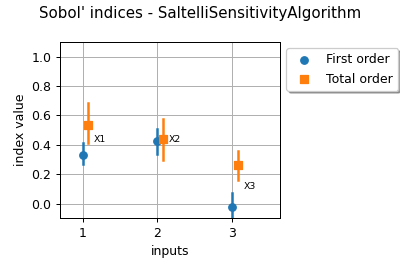 Sobol' indices - SaltelliSensitivityAlgorithm
First order
Total order
index value
1.0
0.8
0.6
0.4
0.2
0.0
X1
X2
X3
1 2 3
inputs